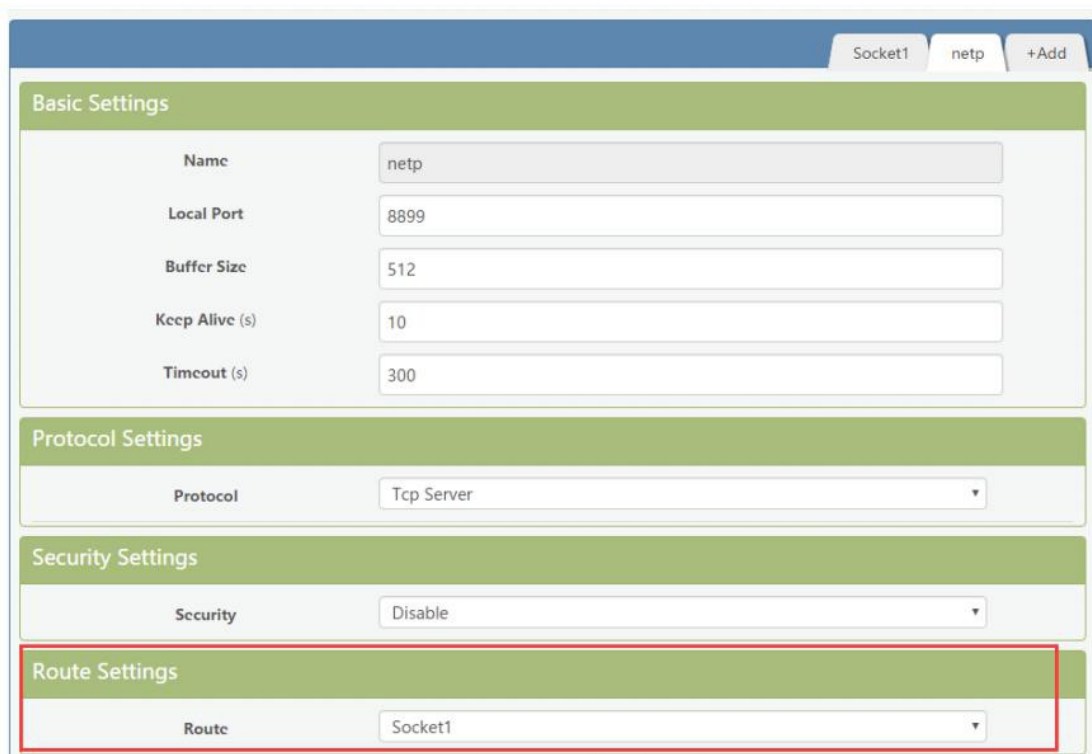 Socket1 netp +Add
Basic Settings
Name netp
Local Port 8899
Buffer Size 512
Keep Alive (s) 10
Timeout (s) 300
Protocol Settings
Protocol Tcp Server
Security Settings
Security Disable
Route Settings
Route Socket1